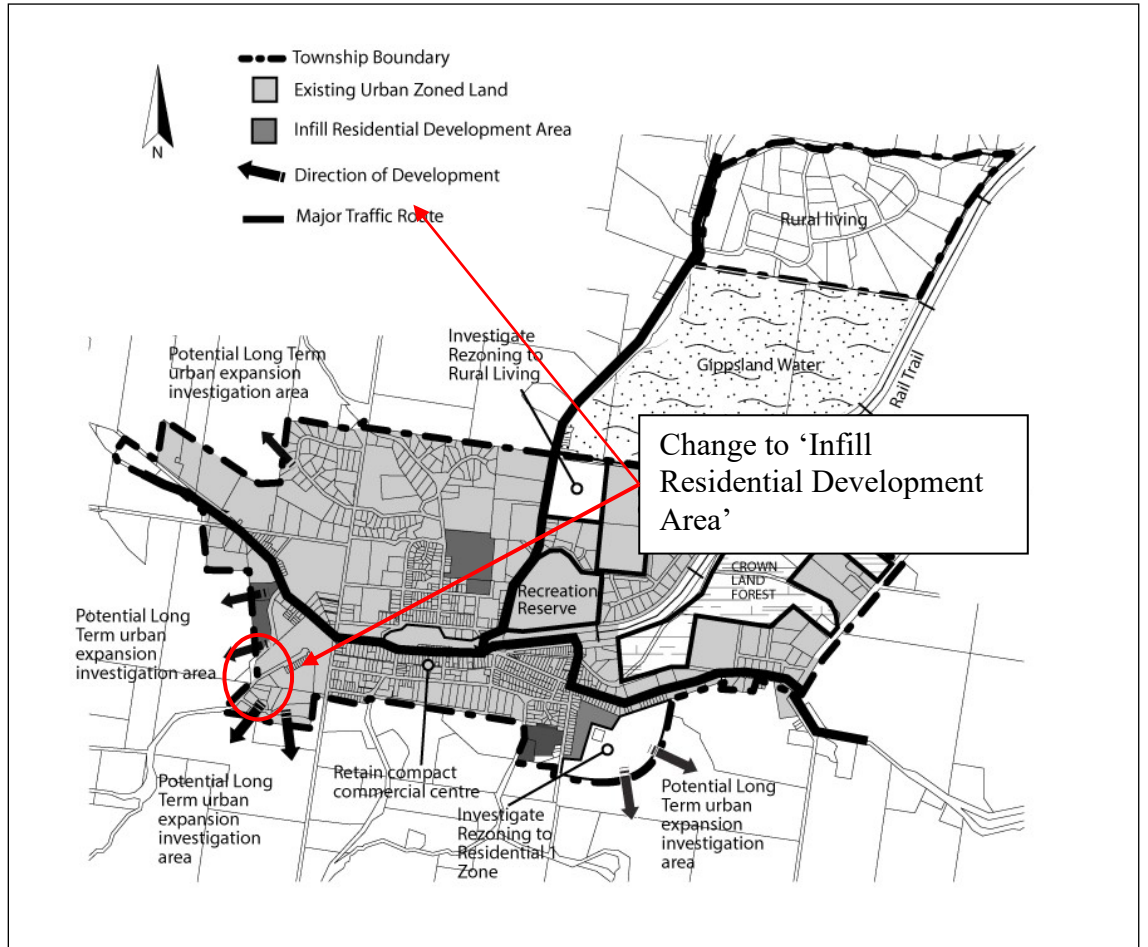 Township Boundary
Existing Urban Zoned Land
Infill Residential Development Area
Direction of Development
Major Traffic Route
N
Rural living
Investigate
Rezoning to
Rural Living
Gippsland Water
Rail Trail
Potential Long Term
urban expansion
investigation area
Change to ‘Infill
Residential Development
Area’
CROWN
LAND
FOREST
Recreation
Reserve
Potential Long
Term urban
expansion
investigation area
Retain compact
commercial centre
Potential Long
Term urban
expansion
investigation
area
Investigate
Rezoning to
Residential 1
Zone
Potential Long
Term urban
expansion
investigation
area